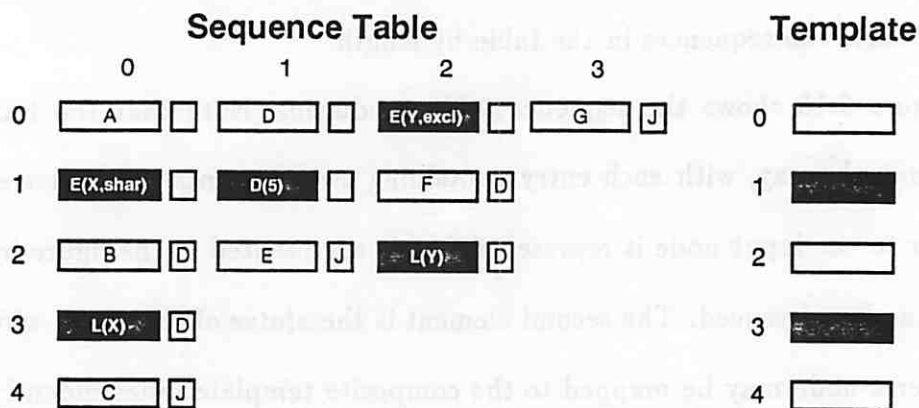 Sequence Table Template
0 1 2 3
0 A D E(Y,excl) G J 0
1 E(X,shar) D(5) F D 1
2 B D E J L(Y) D 2
3 L(X) D 3
4 C J 4